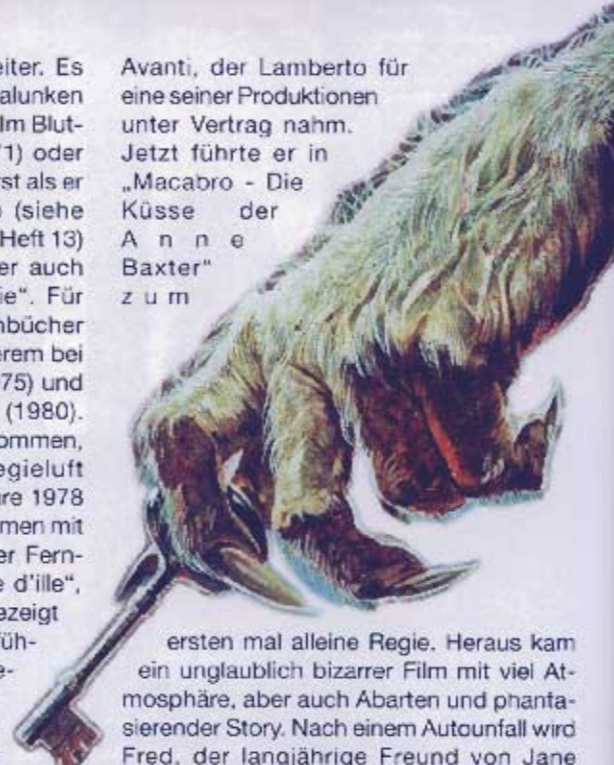 eiter. Es
alunken
Im Blut-
1) oder
rst als er
(siehe
Heft 13)
er auch
ie“. Für
nbücher
erem bei
75) und
(1980).
ommen,
egieluft
re 1978
men mit
er Fern-
e d'ille“,
ezeigt
füh-
e-
Avanti, der Lamberto für
eine seiner Produktionen
unter Vertrag nahm.
Jetzt führte er in
„Macabro - Die
Küsse der
A n n e
Baxter"
z u m
ersten mal alleine Regie. Heraus kam
ein unglaublich bizarrer Film mit viel At-
mosphäre, aber auch Abarten und phanta-
sierender Story. Nach einem Autounfall wird
Fred, der langjährige Freund von Jane